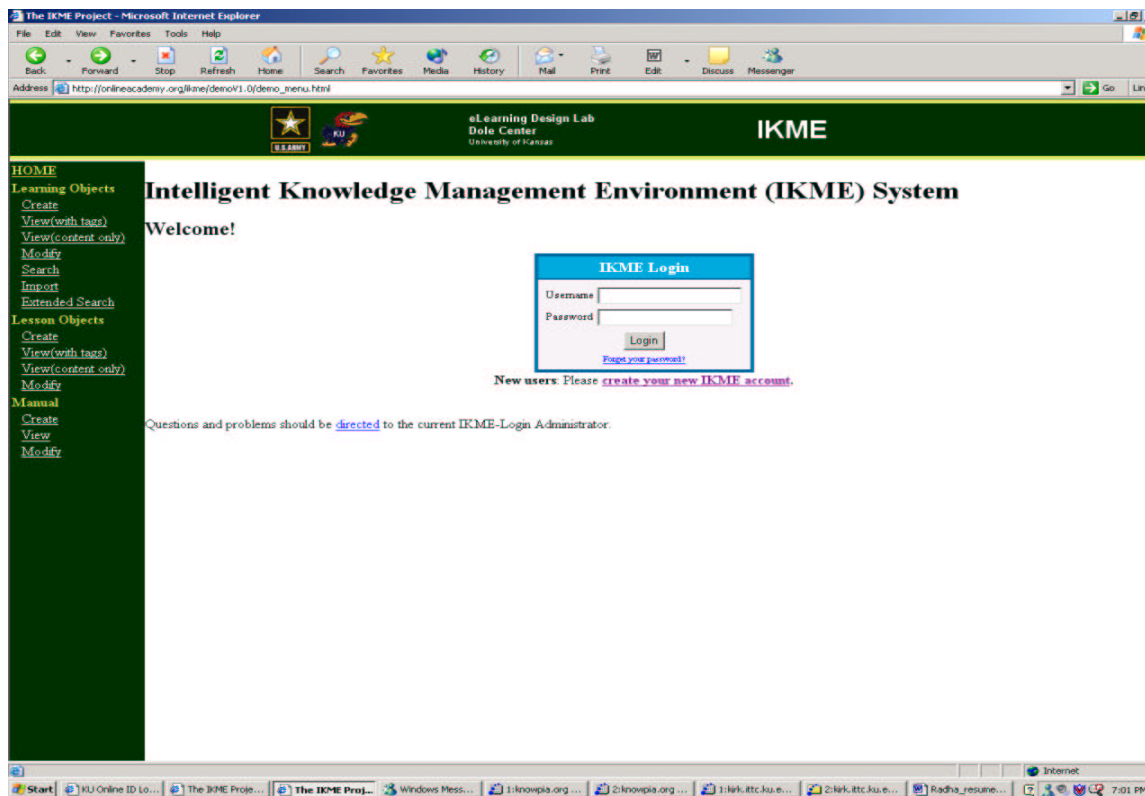 The IKME Project - Microsoft Internet Explorer
File Edit View Favorites Tools Help
Back Forward Stop Refresh Home Search Favorites Media History Mail Print Edit Discuss Messenger
Address http://onlineacademy.org/ikme/demoV1.0/demo_menu.html Go
U.S.ARMY
KU
eLearning Design Lab
Dole Center
University of Kansas
IKME
HOME
Learning Objects
Create
View(with tags)
View(content only)
Modify
Search
Import
Extended Search
Lesson Objects
Create
View(with tags)
View(content only)
Modify
Manual
Create
View
Modify
Intelligent Knowledge Management Environment (IKME) System
Welcome!
IKME Login
Username
Password
Login
Forget your password?
New users: Please create your new IKME account.
Questions and problems should be directed to the current IKME-Login Administrator.
Internet
Start KU Online ID Lo... The IKME Proje... The IKME Proj... Windows Mess... 1:knowpia.org ... 2:knowpia.org ... 1:kirk.ittc.ku.e... 2:kirk.ittc.ku.e... Radha_resume... 7:01 PM